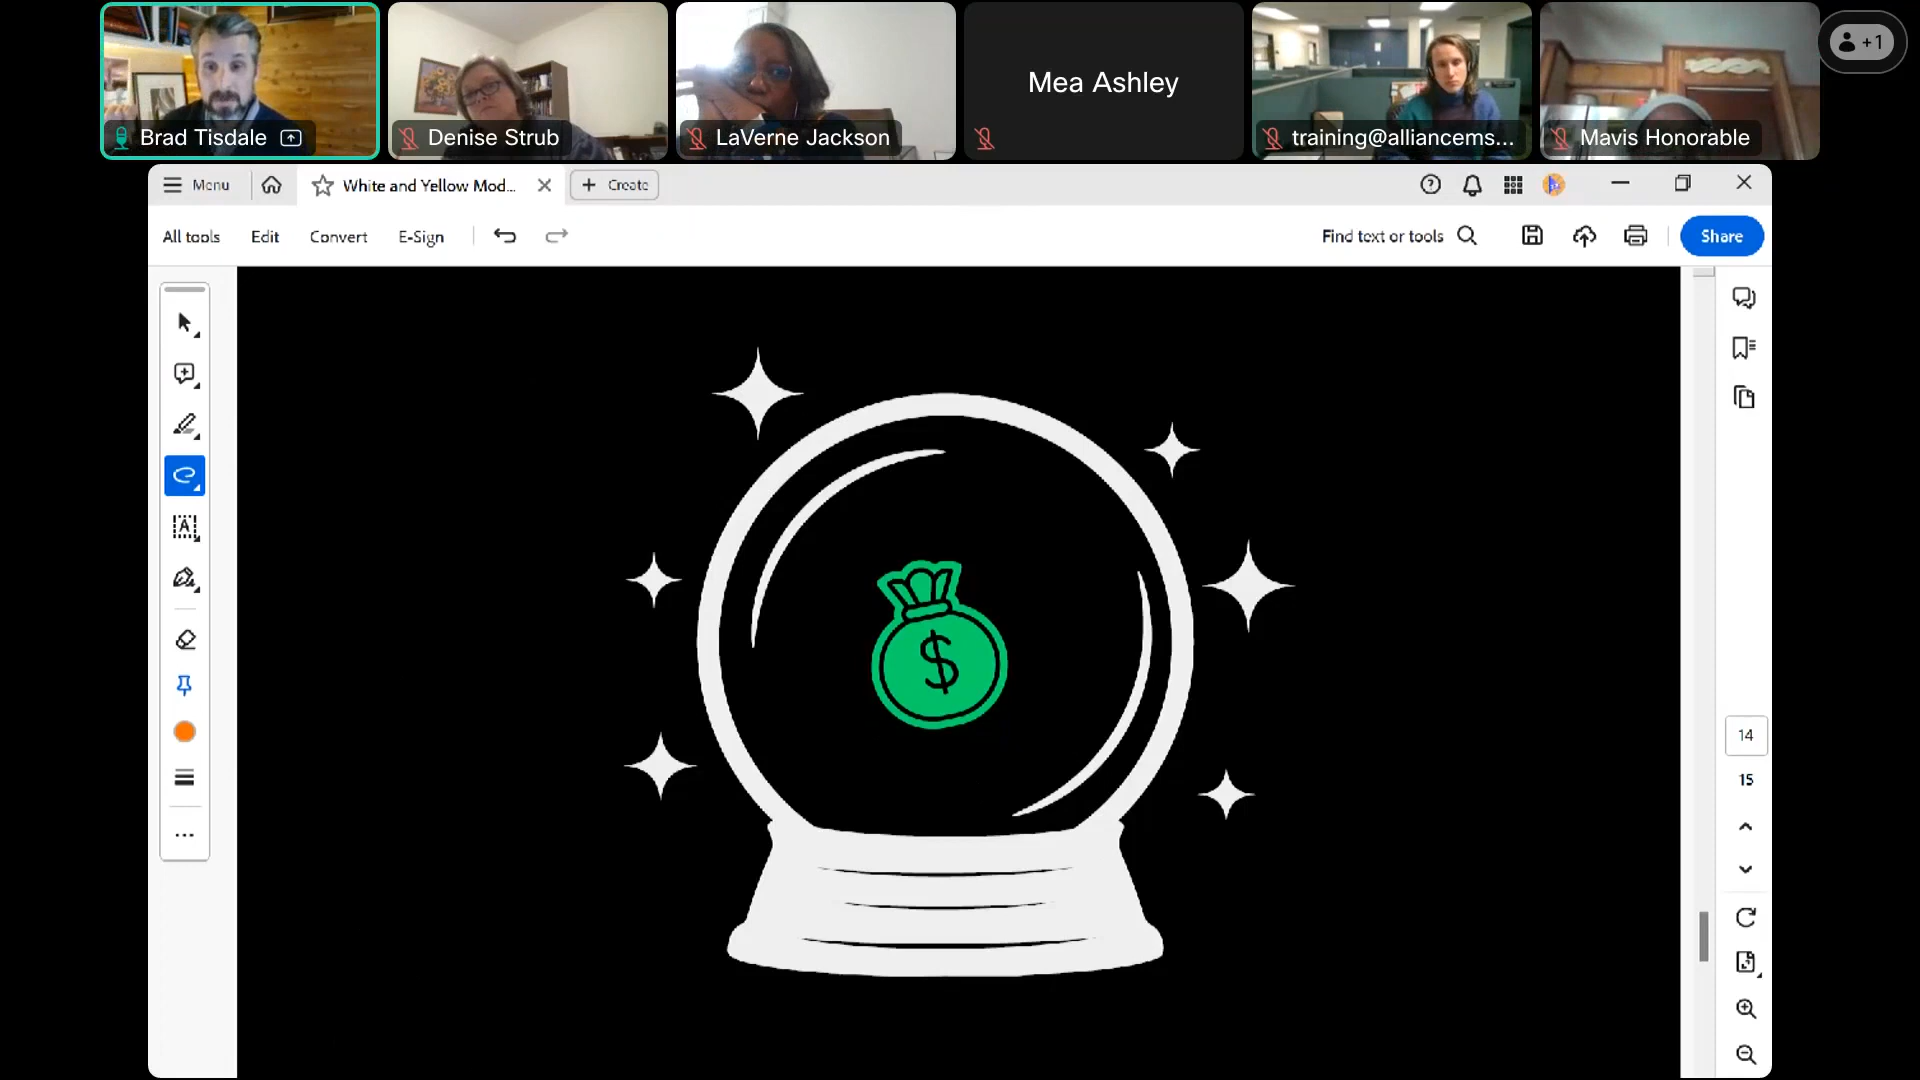 Brad Tisdale
Denise Strub
LaVerne Jackson
Mea Ashley
training@alliancems...
Mavis Honorable
+1
Menu
White and Yellow Mod...
Create
All tools
Edit
Convert
E-Sign
Find text or tools
Share
A
$
14
15